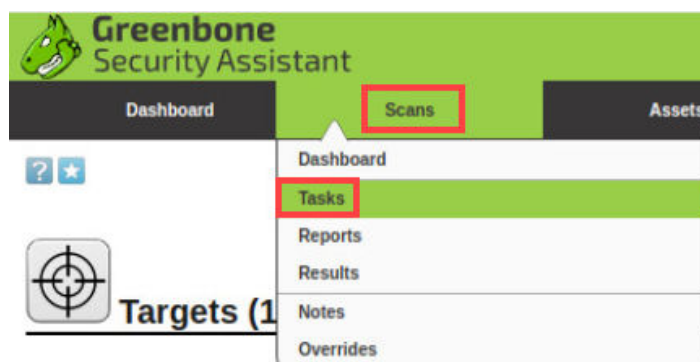 Greenbone
Security Assistant
Dashboard Scans Assets
Dashboard
Tasks
Reports
Results
Targets (1
Notes
Overrides